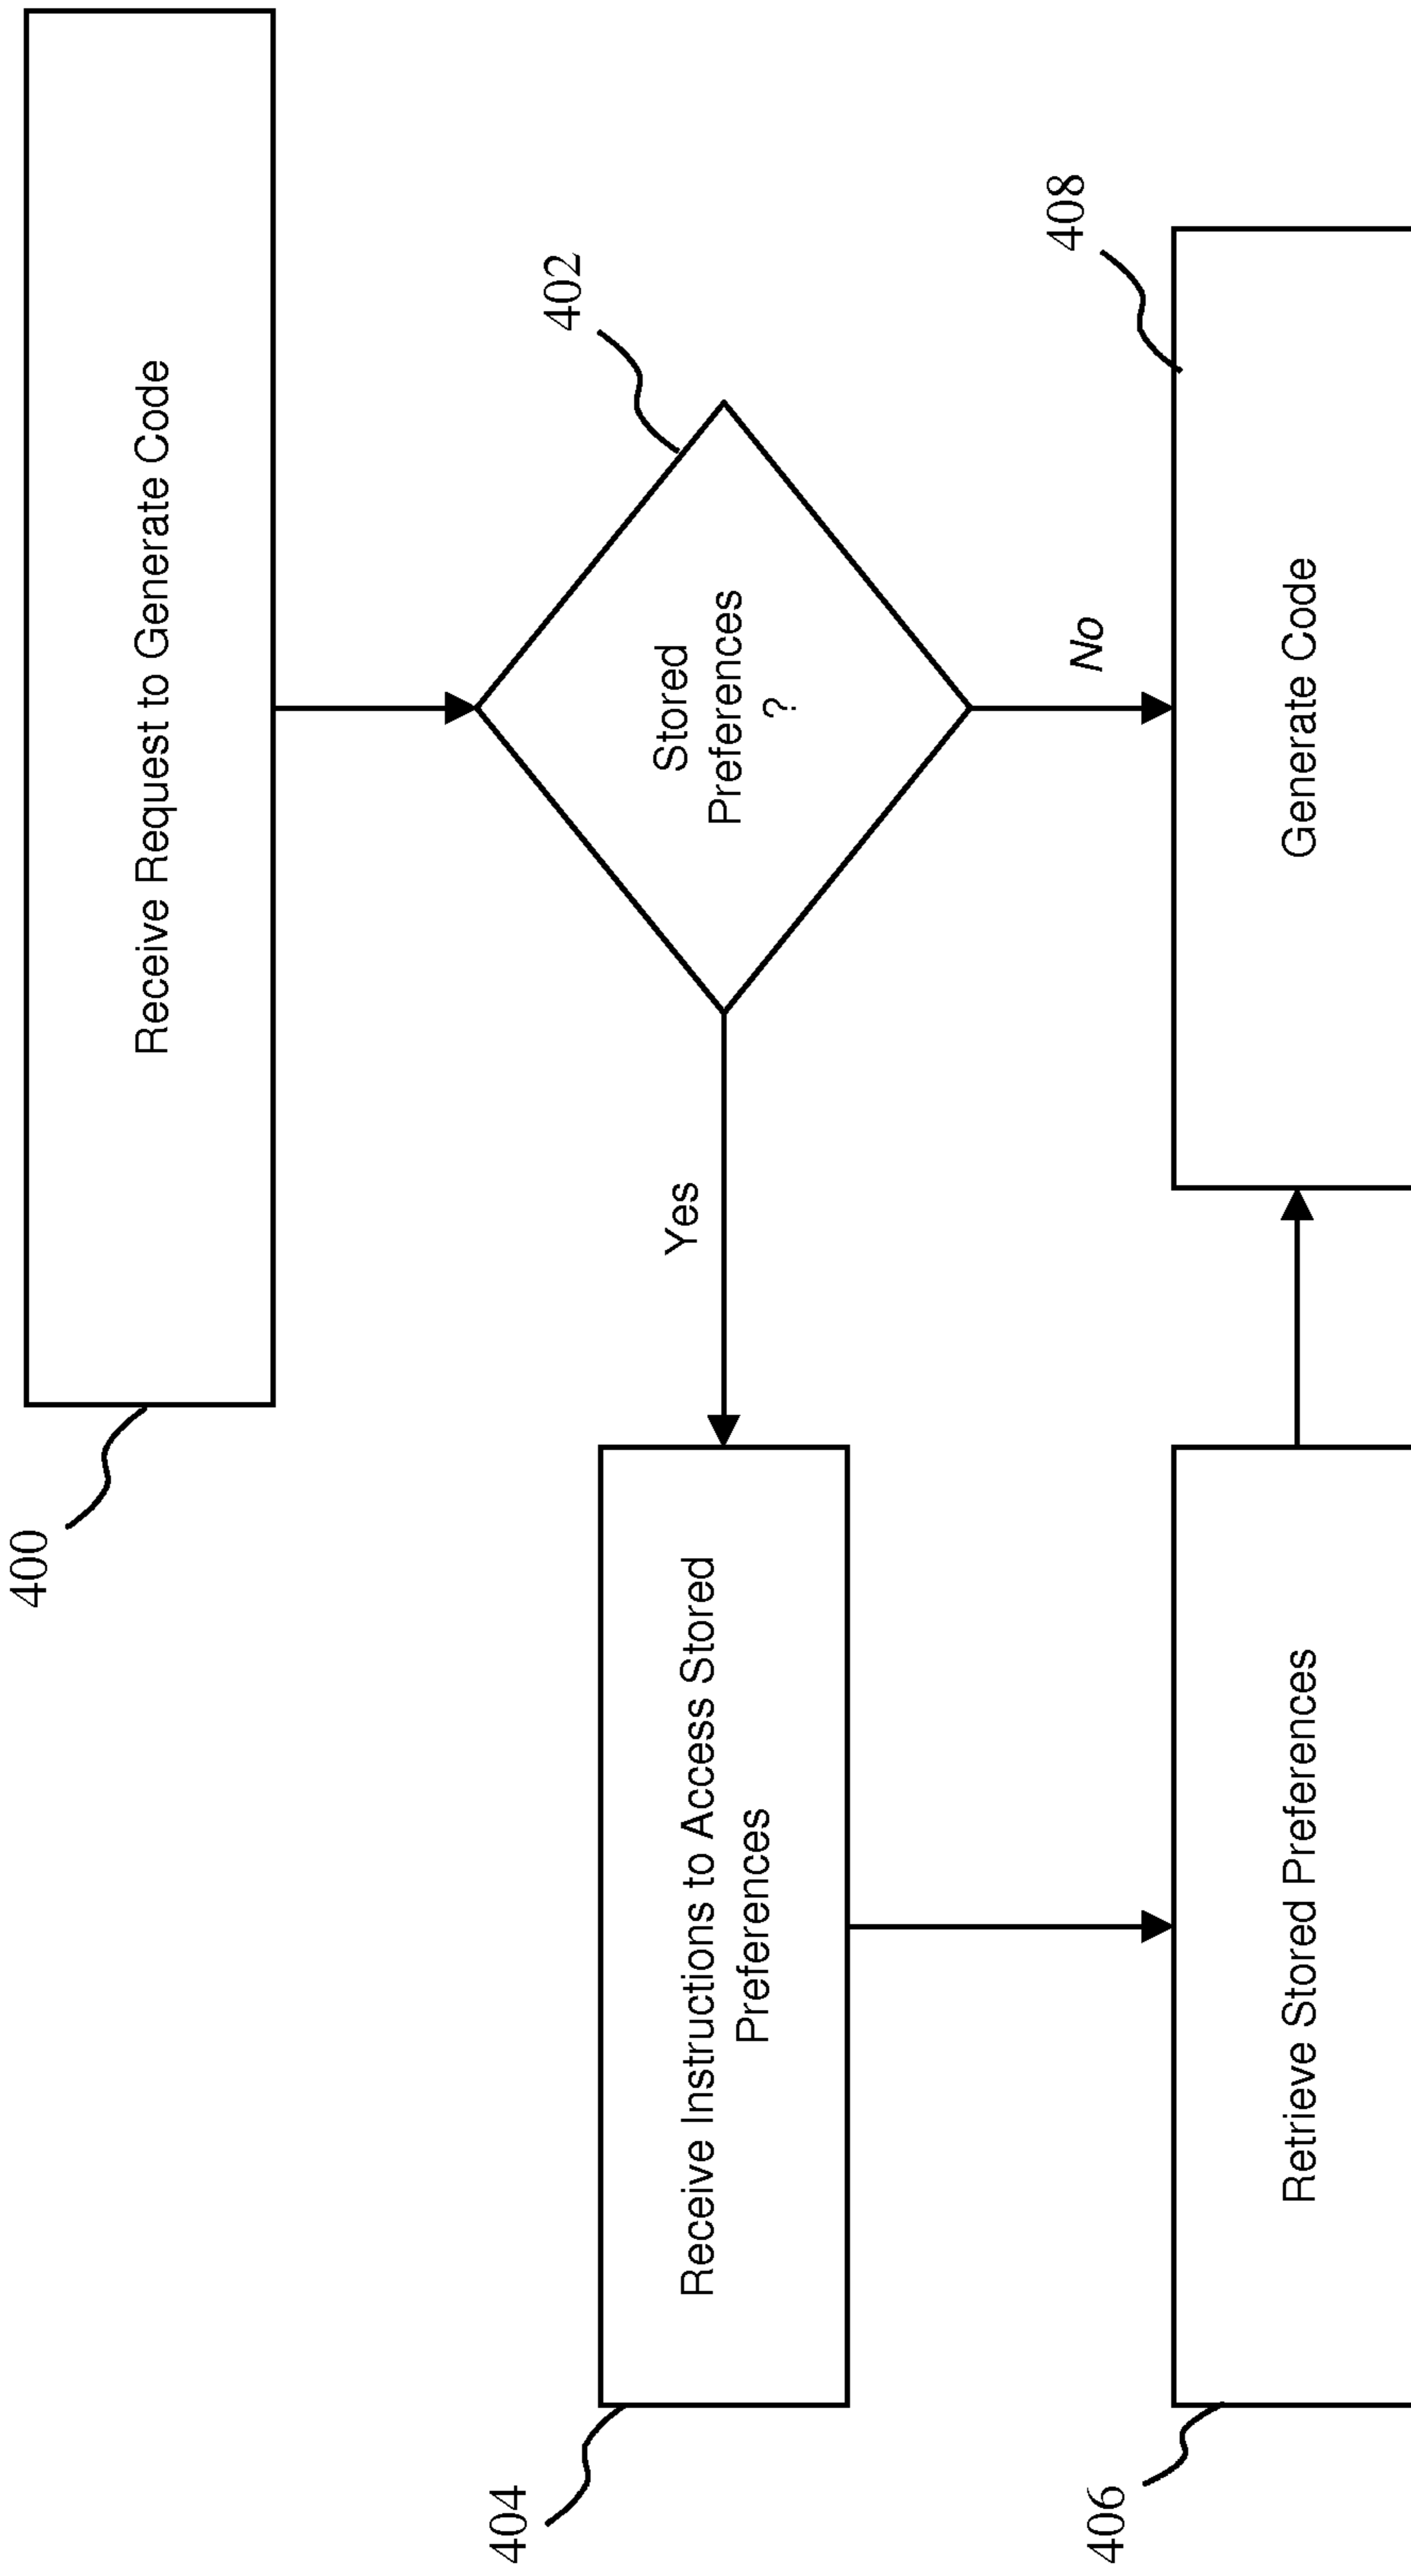 400
Receive Request to Generate Code
402
Stored
Preferences
?
Yes
No
404
Receive Instructions to Access Stored
Preferences
406
Retrieve Stored Preferences
408
Generate Code